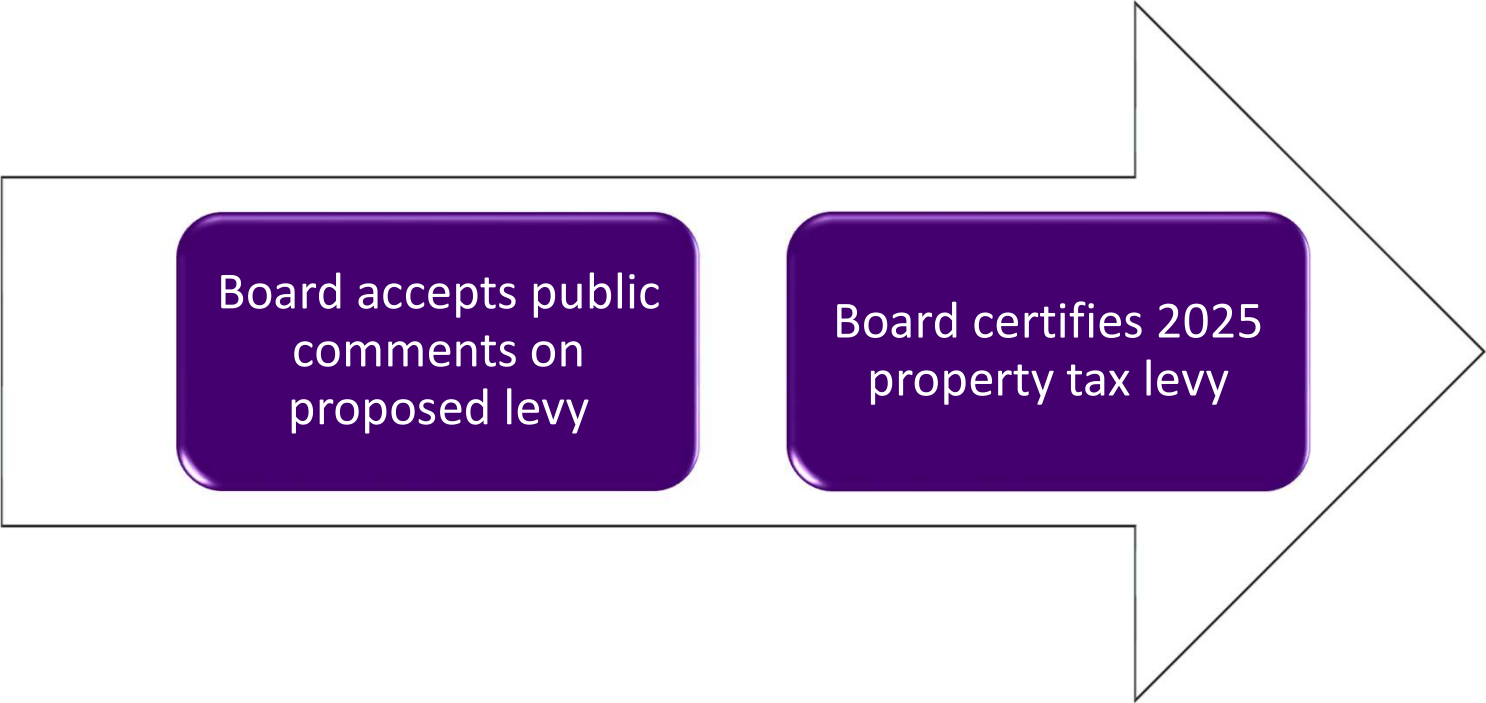 Board accepts public
comments on
proposed levy
Board certifies 2025
property tax levy